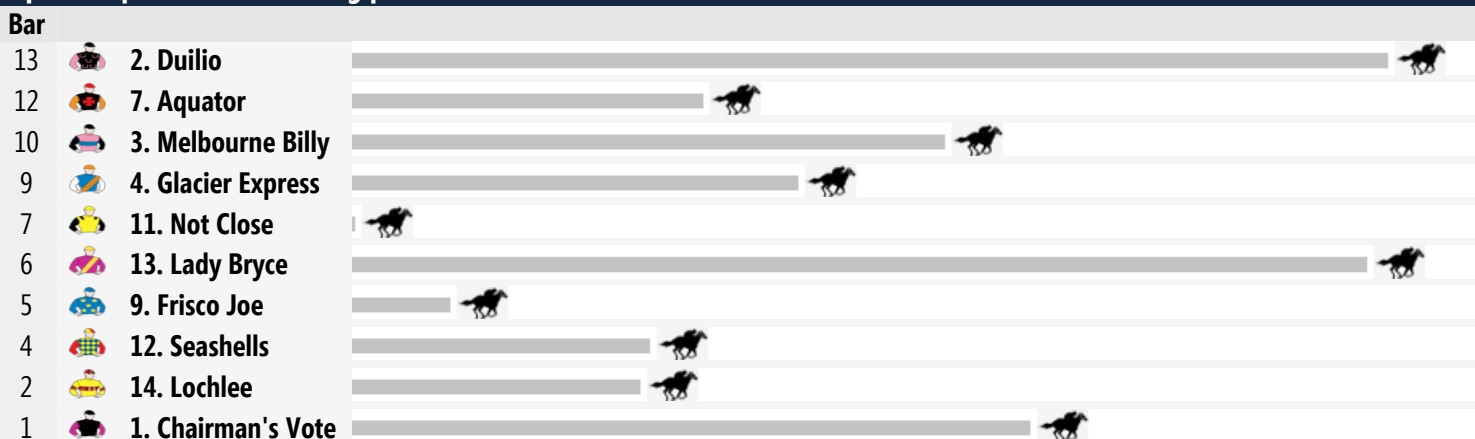 Bar
13 2. Duilio
12 7. Aquator
10 3. Melbourne Billy
9 4. Glacier Express
7 11. Not Close
6 13. Lady Bryce
5 9. Frisco Joe
4 12. Seashells
2 14. Lochlee
1 1. Chairman's Vote